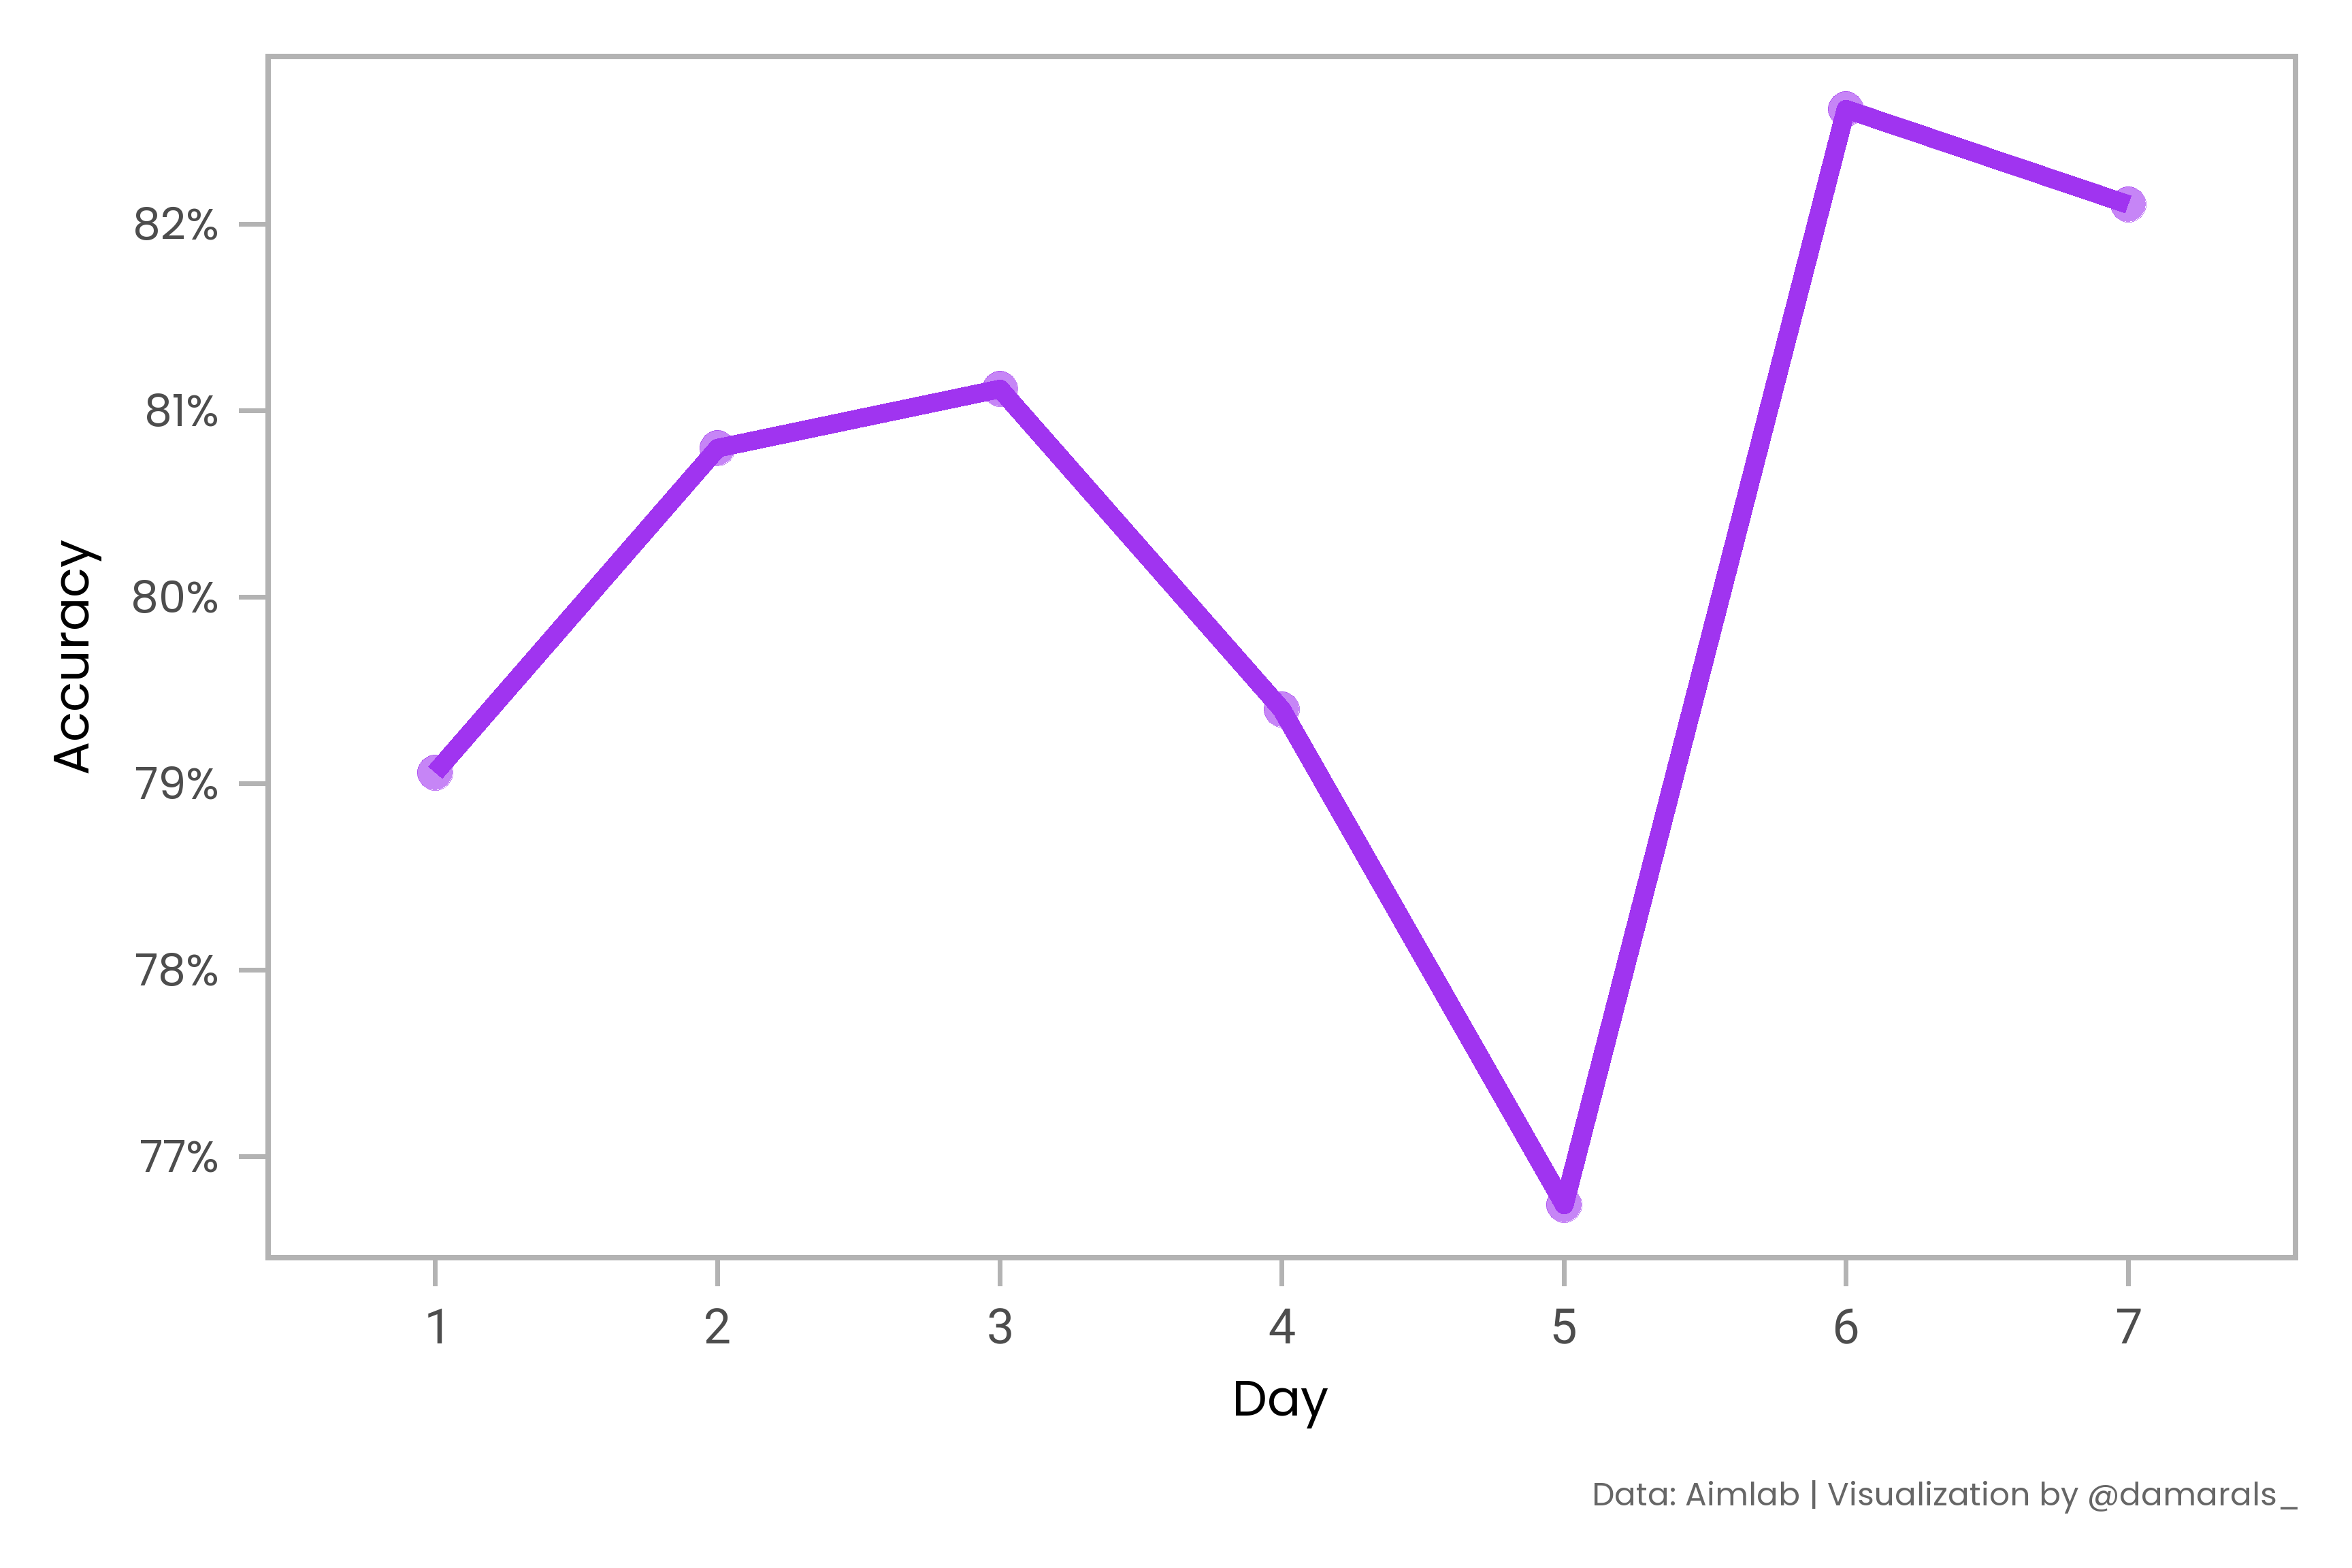 82%
81%
80%
79%
78%
77%
Accuracy
1 2 3 4 5 6 7
Day
Data: Aimlab | Visualization by @damarals_